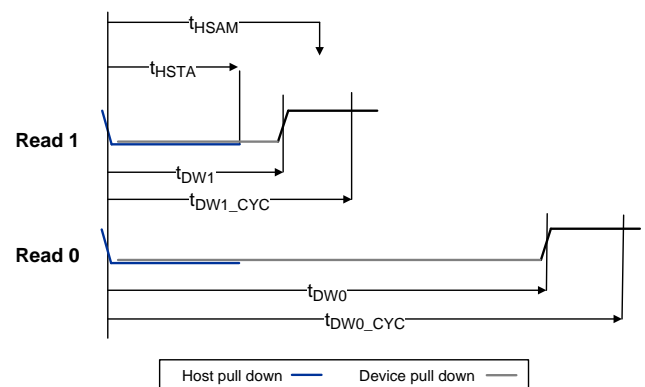 tHSAM
tHSTA
Read 1
tDW1
tDW1_CYC
Read 0
tDW0
tDW0_CYC
Host pull down Device pull down